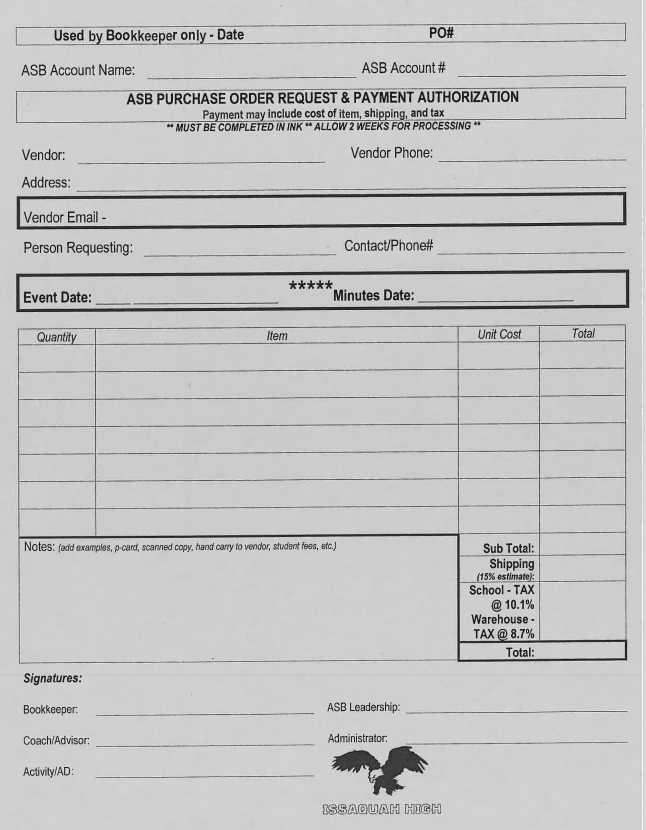 Used by Bookkeeper only - Date PO#
ASB Account Name: ASB Account #
ASB PURCHASE ORDER REQUEST & PAYMENT AUTHORIZATION
Payment may include cost of item, shipping, and tax
** MUST BE COMPLETED IN INK ** ALLOW 2 WEEKS FOR PROCESSING **
Vendor: Vendor Phone:
Address:
Vendor Email -
Person Requesting: Contact/Phone#
*****
Event Date: Minutes Date:
Quantity Item Unit Cost Total
Notes: (add examples, p-card, scanned copy, hand carry to vendor, student fees, etc.)
Sub Total:
Shipping
(15% estimate):
School - TAX
@ 10.1%
Warehouse -
TAX @ 8.7%
Total:
Signatures:
Bookkeeper: ASB Leadership:
Coach/Advisor: Administrator:
Activity/AD:
ISSAQUAH HIGH